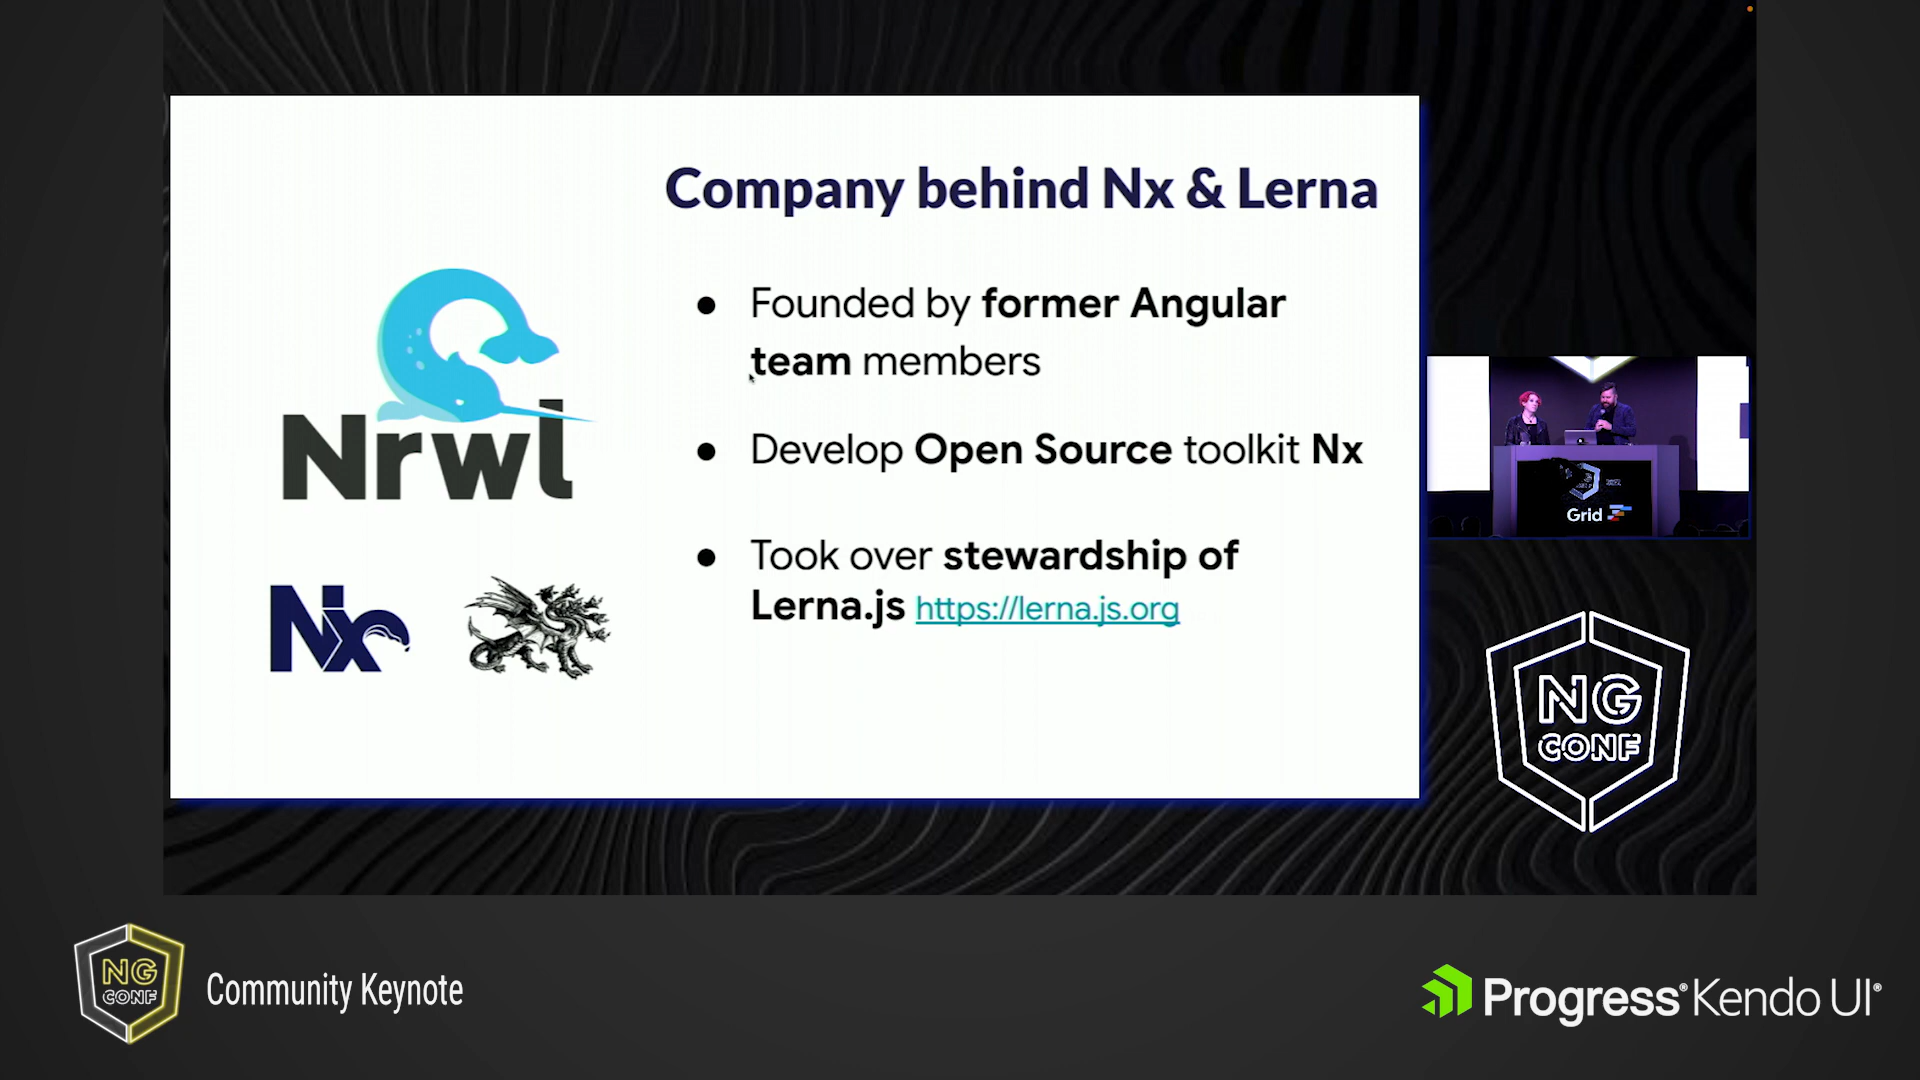 Company behind Nx & Lerna
● Founded by former Angular
team members
● Develop Open Source toolkit Nx
● Took over stewardship of
Lerna.js https://lerna.js.org
Nrwl
Nx
Grid
NG
CONF
NG
CONF
Community Keynote
Progress® Kendo UI®